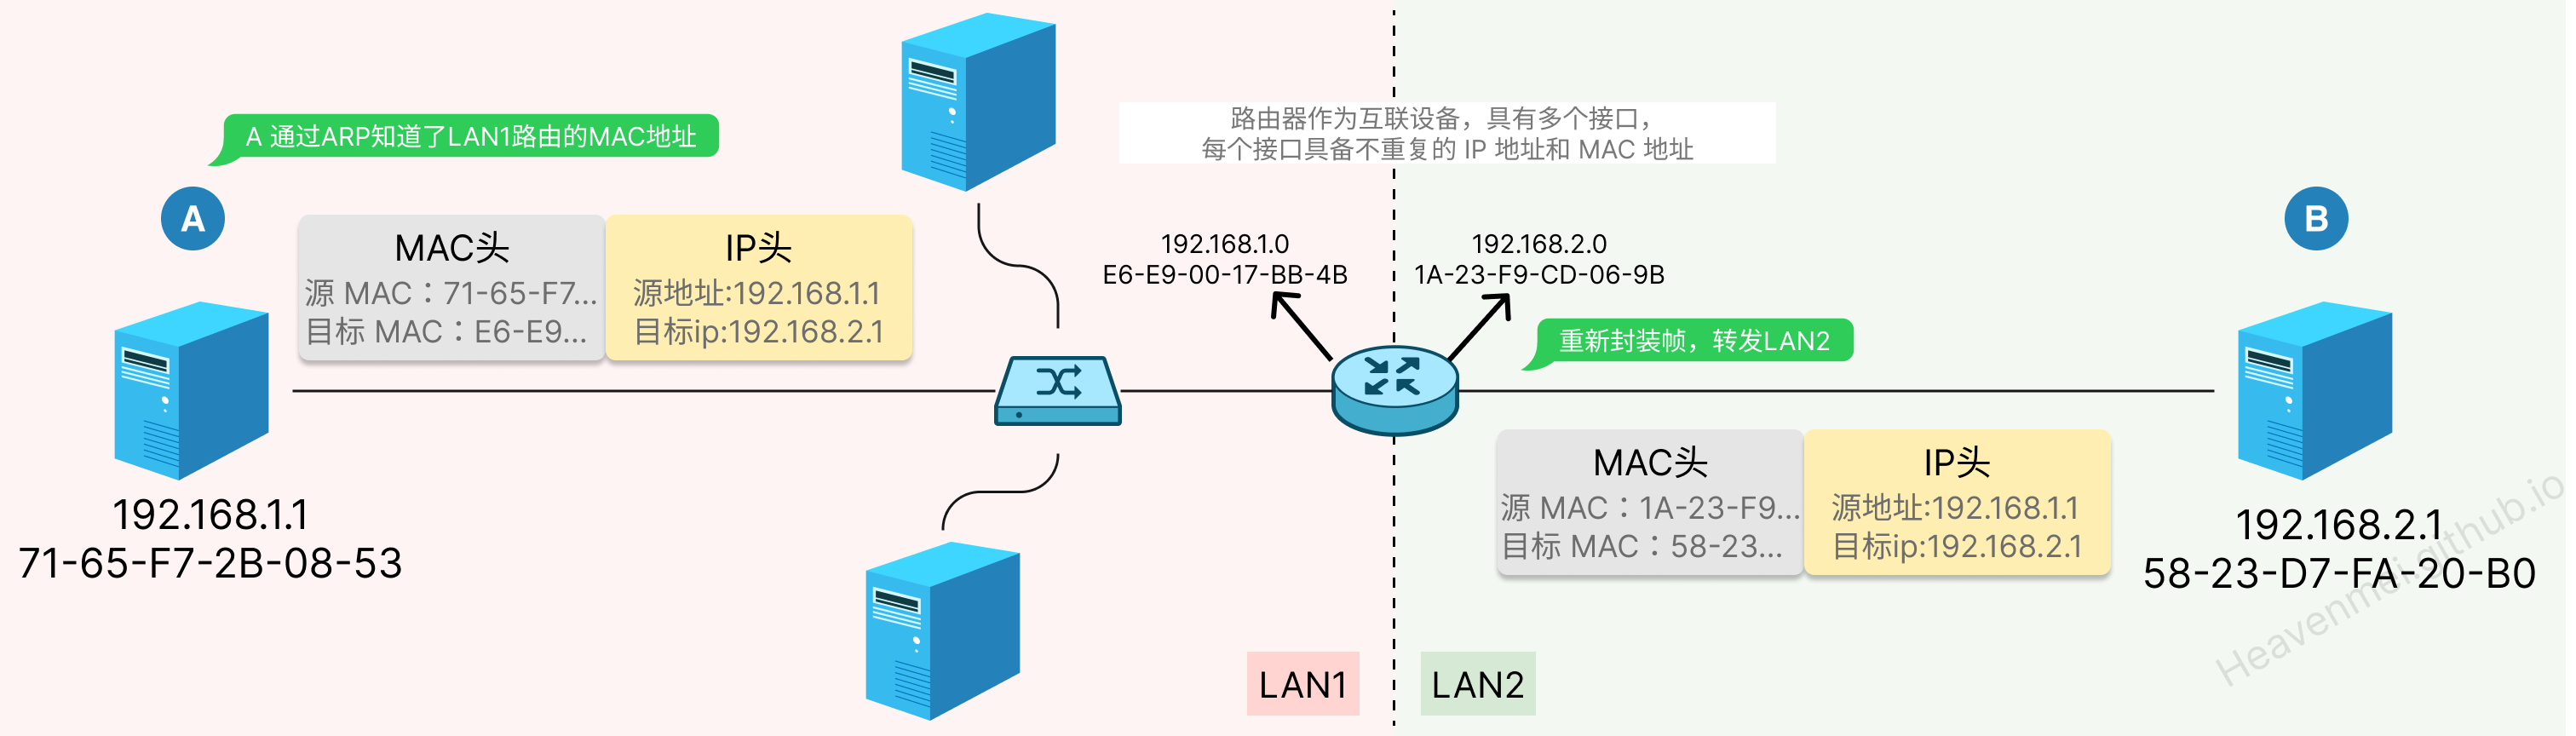 A 通过ARP知道了LAN1路由的MAC地址
A
MAC头
源 MAC：71-65-F7...
目标 MAC：E6-E9...
IP头
源地址:192.168.1.1
目标ip:192.168.2.1
192.168.1.1
71-65-F7-2B-08-53
路由器作为互联设备，具有多个接口，
每个接口具备不重复的 IP 地址和 MAC 地址
192.168.1.0
E6-E9-00-17-BB-4B
192.168.2.0
1A-23-F9-CD-06-9B
重新封装帧，转发LAN2
MAC头
源 MAC：1A-23-F9...
目标 MAC：58-23...
IP头
源地址:192.168.1.1
目标ip:192.168.2.1
B
192.168.2.1
58-23-D7-FA-20-B0
LAN1
LAN2
Heavenmei.github.io